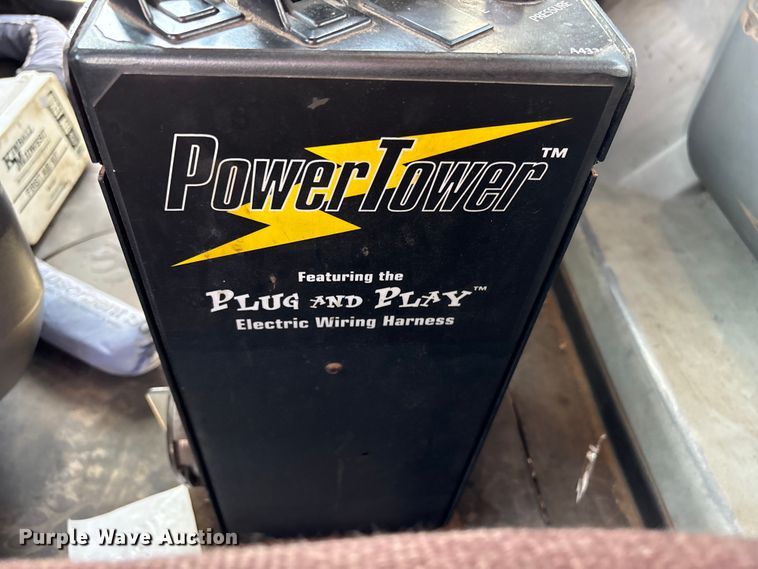 PRESSURE
PowerTower™
Featuring the
PLUG AND PLAY™
Electric Wiring Harness
Purple Wave Auction